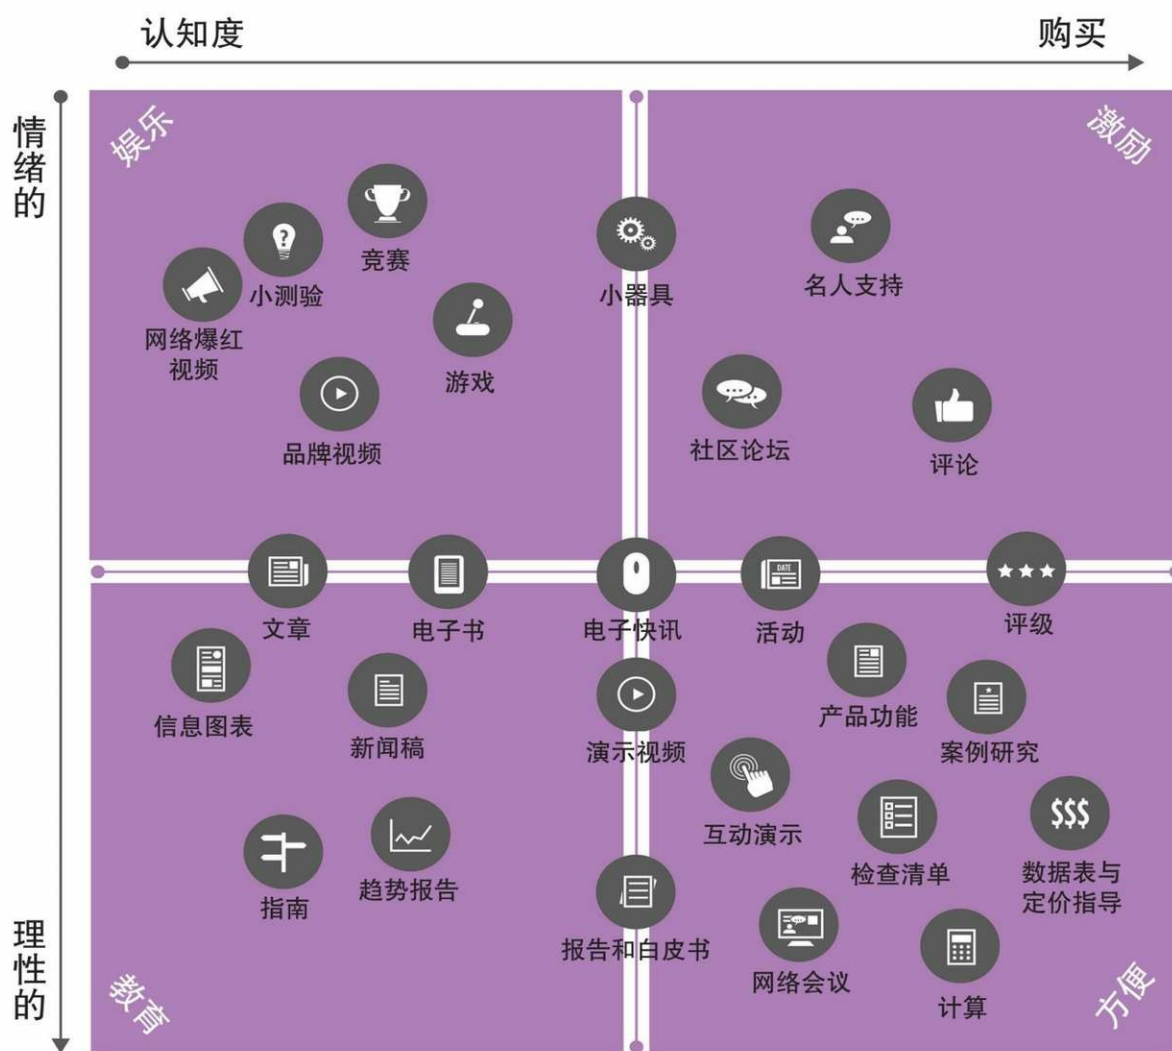 认知度
购买
情绪的
娱乐
激励
竞赛
小测验
网络爆红
视频
游戏
品牌视频
小器具
名人支持
社区论坛
评论
?
文章
电子书
电子快讯
DATE
活动
评级
信息图表
新闻稿
演示视频
产品功能
案例研究
互动演示
检查清单
$$$
数据表与
定价指导
指南
趋势报告
报告和白皮书
网络会议
计算
理性的
教育
方便